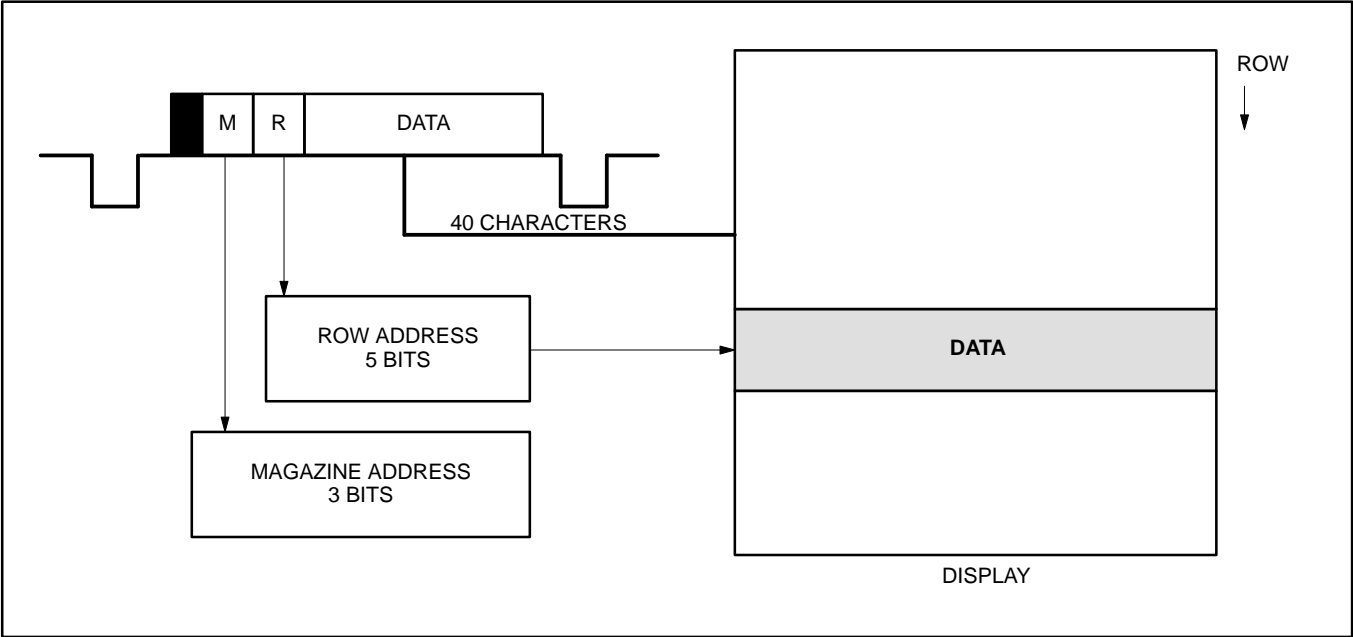 ROW
M
R
DATA
40 CHARACTERS
ROW ADDRESS
5 BITS
DATA
MAGAZINE ADDRESS
3 BITS
DISPLAY